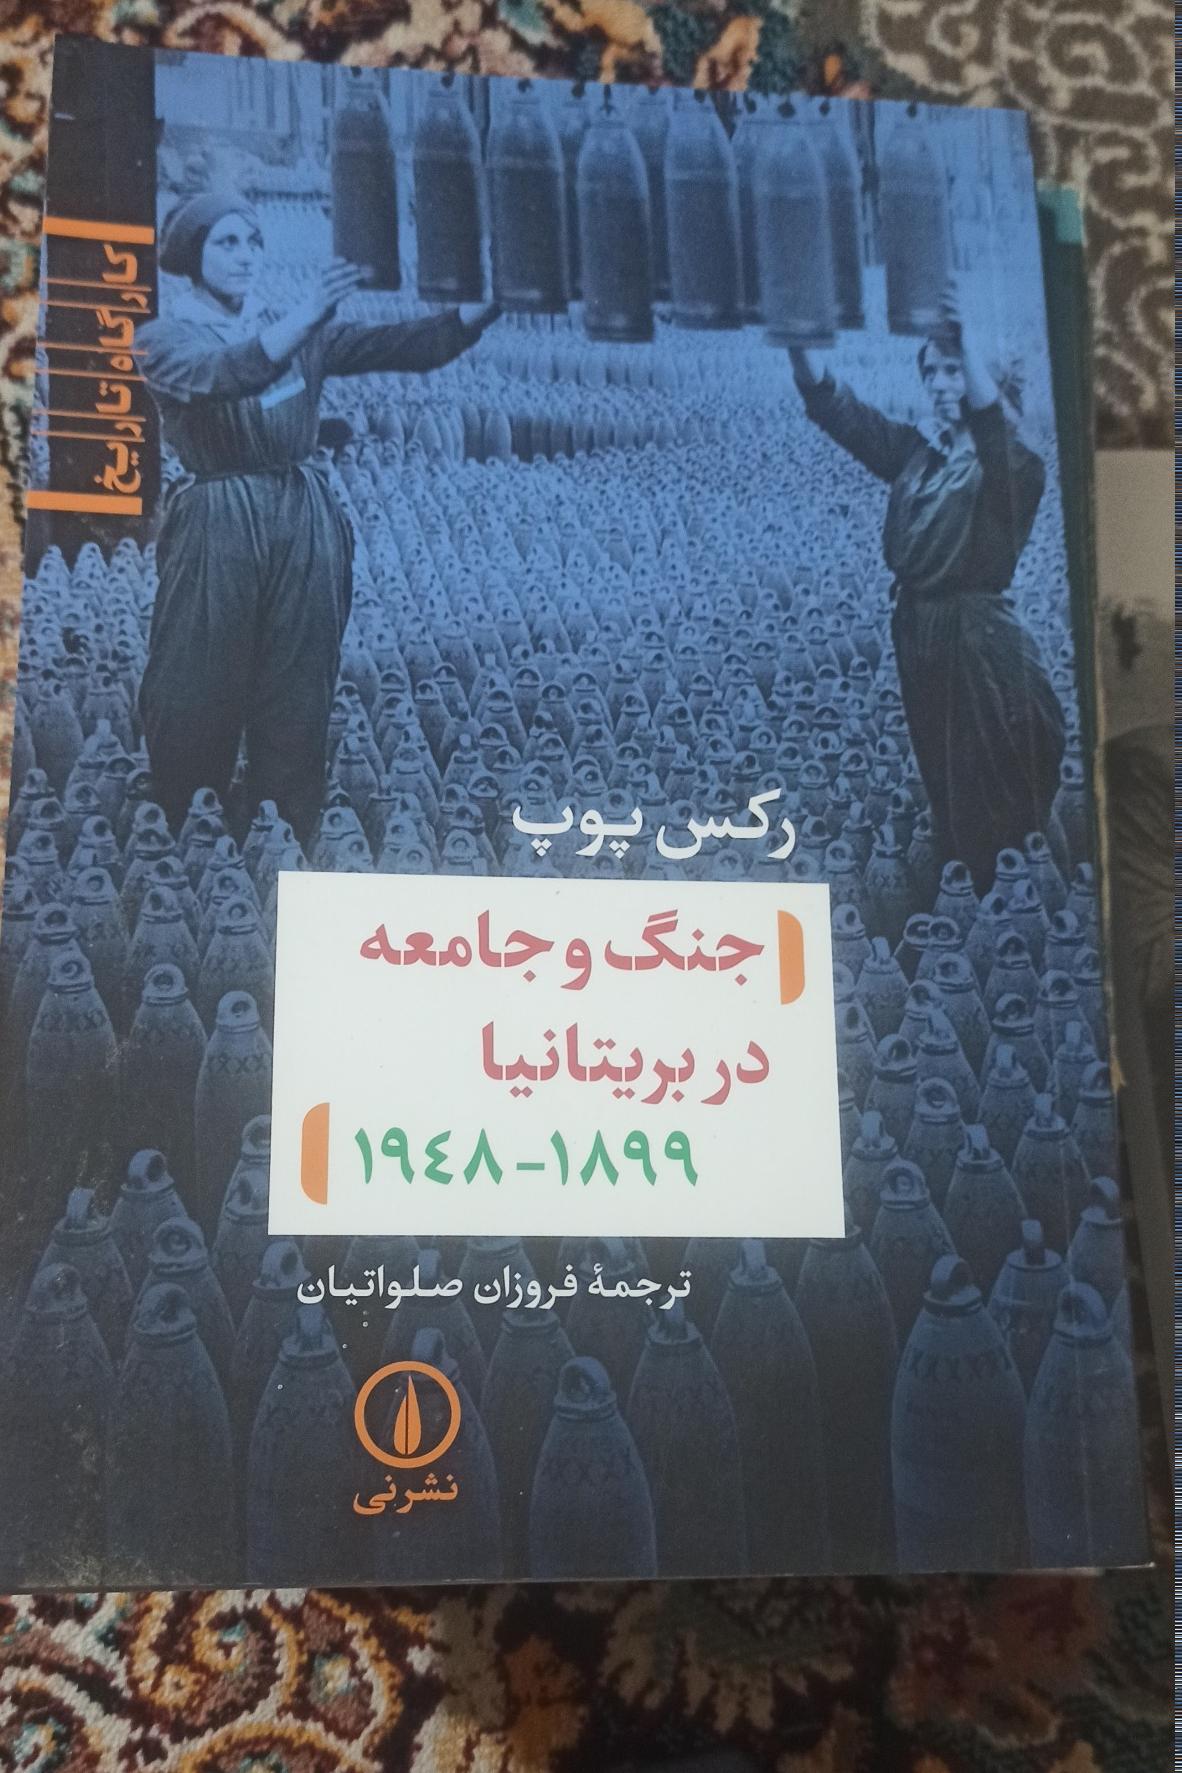 کارگاه تاریخ
رکس پوپ
جنگ و جامعه
در بریتانیا
۱۸۹۹-۱۹۴۸
ترجمهٔ فروزان صلواتیان
نشرنی